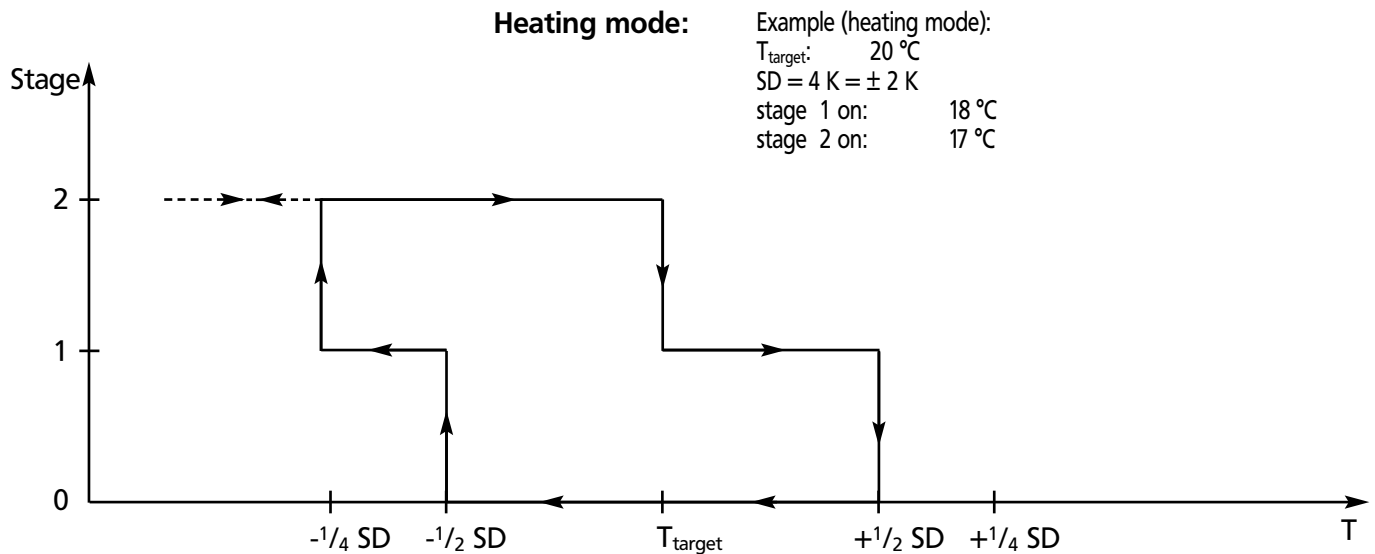 Heating mode:
Example (heating mode):
Ttarget: 20 °C
SD = 4 K = ± 2 K
stage 1 on: 18 °C
stage 2 on: 17 °C
Stage
2
1
0
-1/4 SD -1/2 SD Ttarget +1/2 SD +1/4 SD T